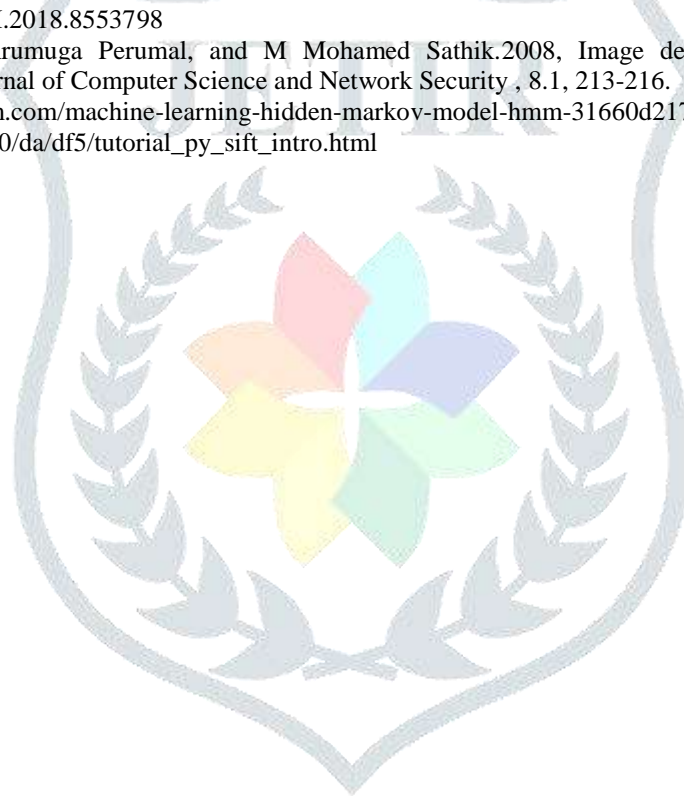 .2018.8553798
rumuga Perumal, and M Mohamed Sathik.2008, Image de
rnal of Computer Science and Network Security , 8.1, 213-216.
n.com/machine-learning-hidden-markov-model-hmm-31660d217
0/da/df5/tutorial_py_sift_intro.html
JETIR